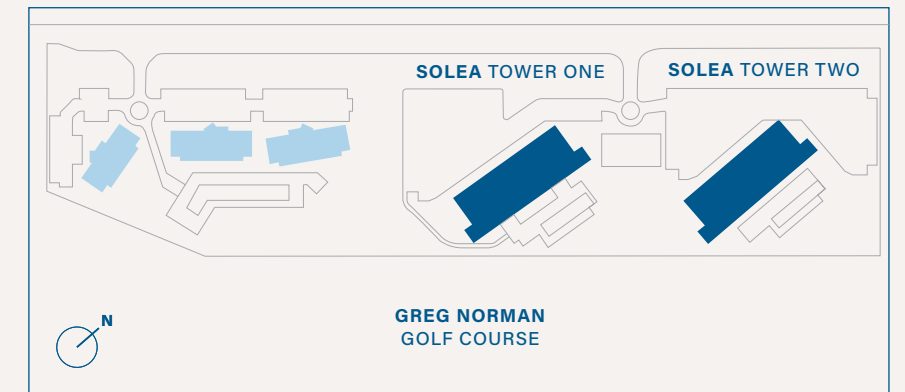 SOLEA TOWER ONE
SOLEA TOWER TWO
N
GREG NORMAN
GOLF COURSE